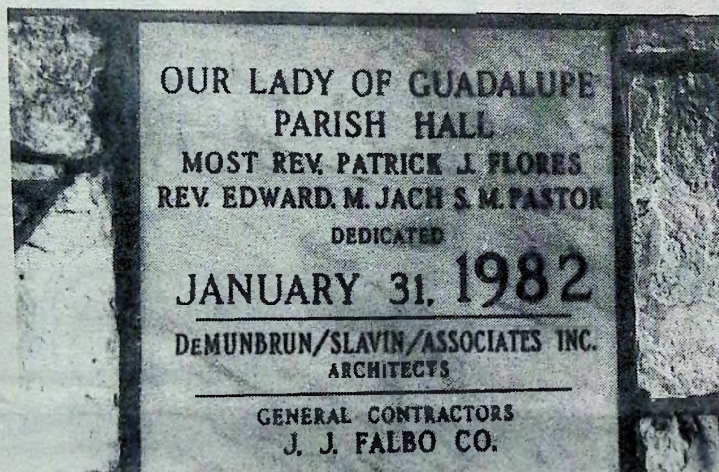 OUR LADY OF GUADALUPE
PARISH HALL
MOST REV. PATRICK J. FLORES
REV. EDWARD. M. JACH S. M. PASTOR
DEDICATED
JANUARY 31, 1982
DEMUNBRUN/SLAVIN/ASSOCIATES INC.
ARCHITECTS
GENERAL CONTRACTORS
J. J. FALBO CO.